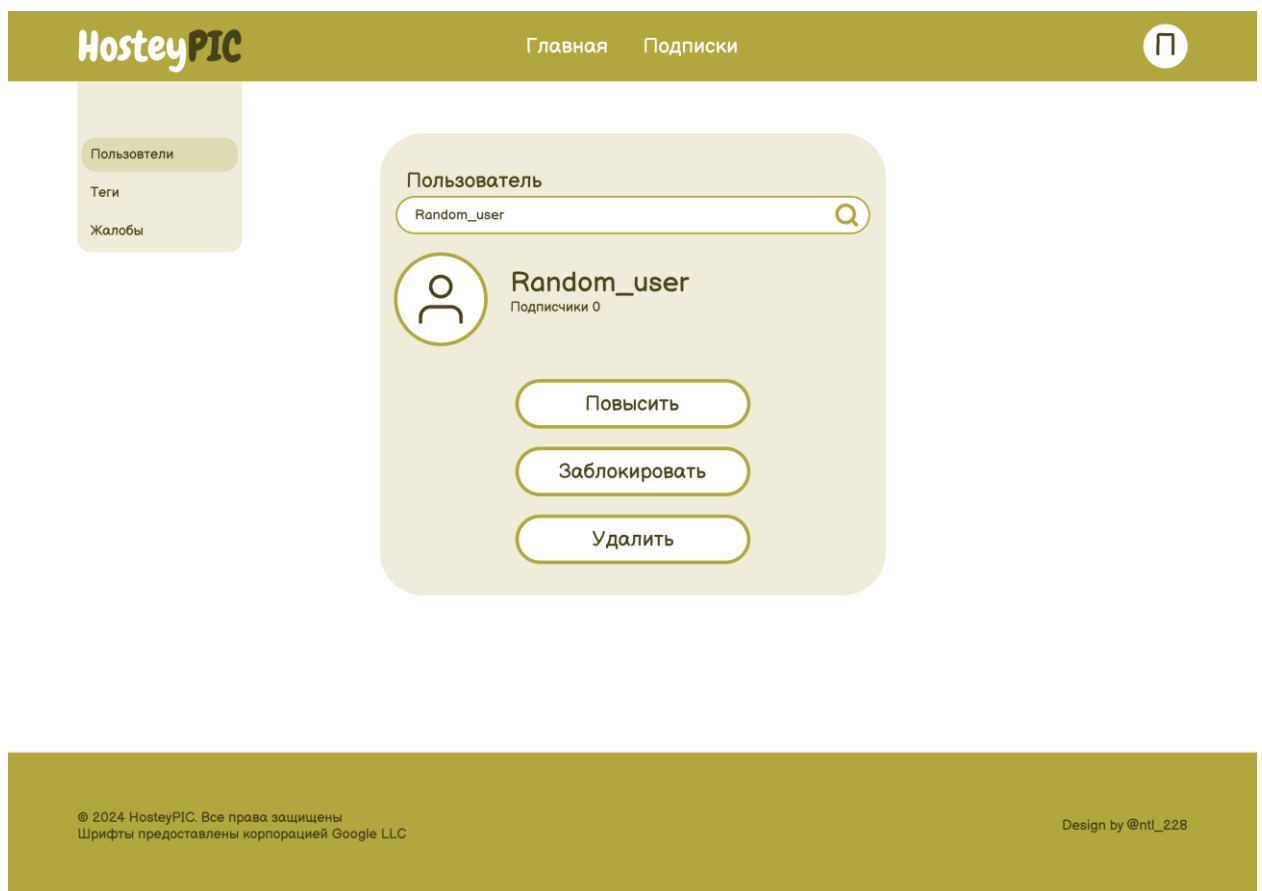 HosteyPIC
Главная Подписки
П
Пользовтели
Теги
Жалобы
Пользователь
Random_user
Random_user
Подписчики 0
Повысить
Заблокировать
Удалить
© 2024 HosteyPIC. Все права защищены
Шрифты предоставлены корпорацией Google LLC
Design by @ntl_228